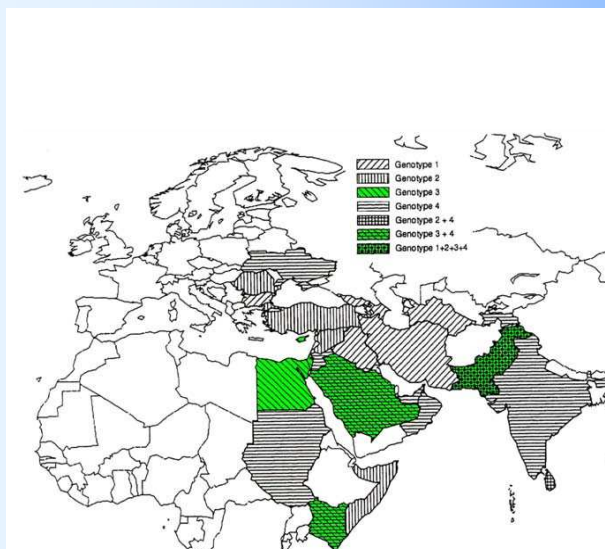 Genotype 1
Genotype 2
Genotype 3
Genotype 4
Genotype 2 + 4
Genotype 3 + 4
Genotype 1+2+3+4